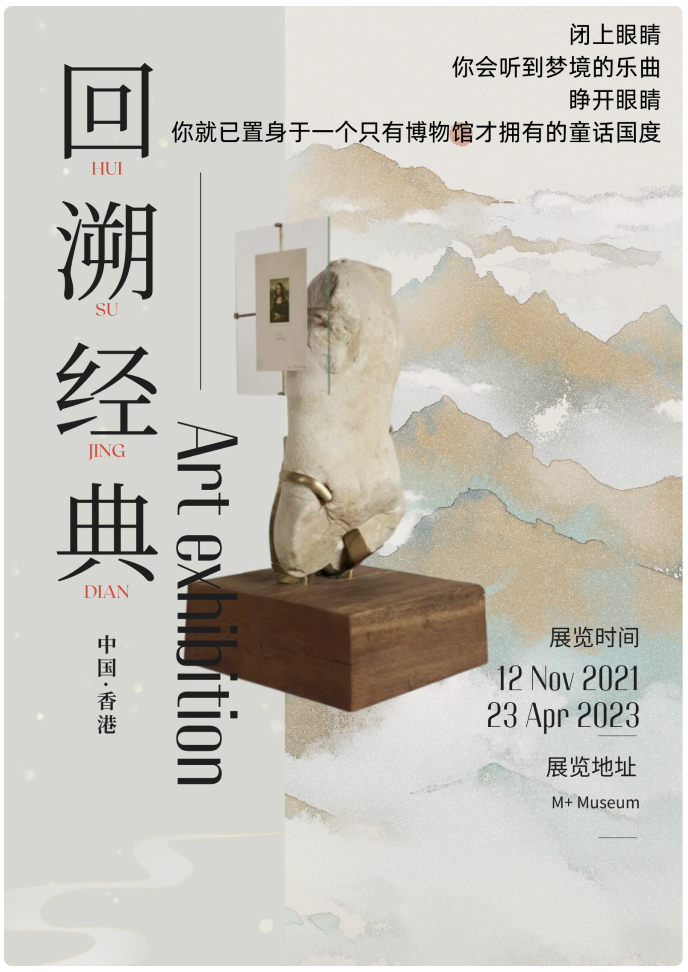 闭上眼睛
你会听到梦境的乐曲
睁开眼睛
你就已置身于一个只有博物馆才拥有的童话国度
回
HUI
溯
SU
经
JING
典
DIAN
中国·香港
Art exhibition
展览时间
12 Nov 2021
23 Apr 2023
展览地址
M+ Museum